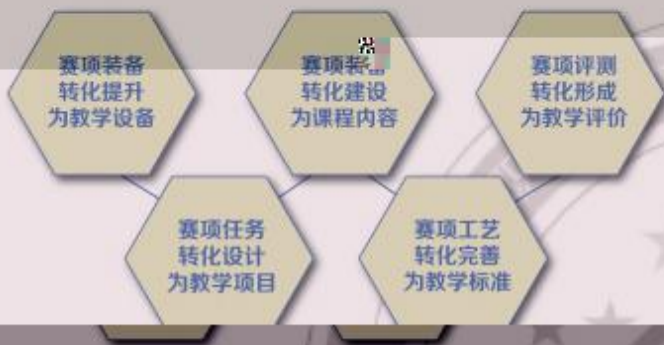 赛项装备
转化提升
为教学设备
赛项装
转化建设
为课程内容
赛项评测
转化形成
为教学评价
赛项任务
转化设计
为教学项目
赛项工艺
转化完善
为教学标准